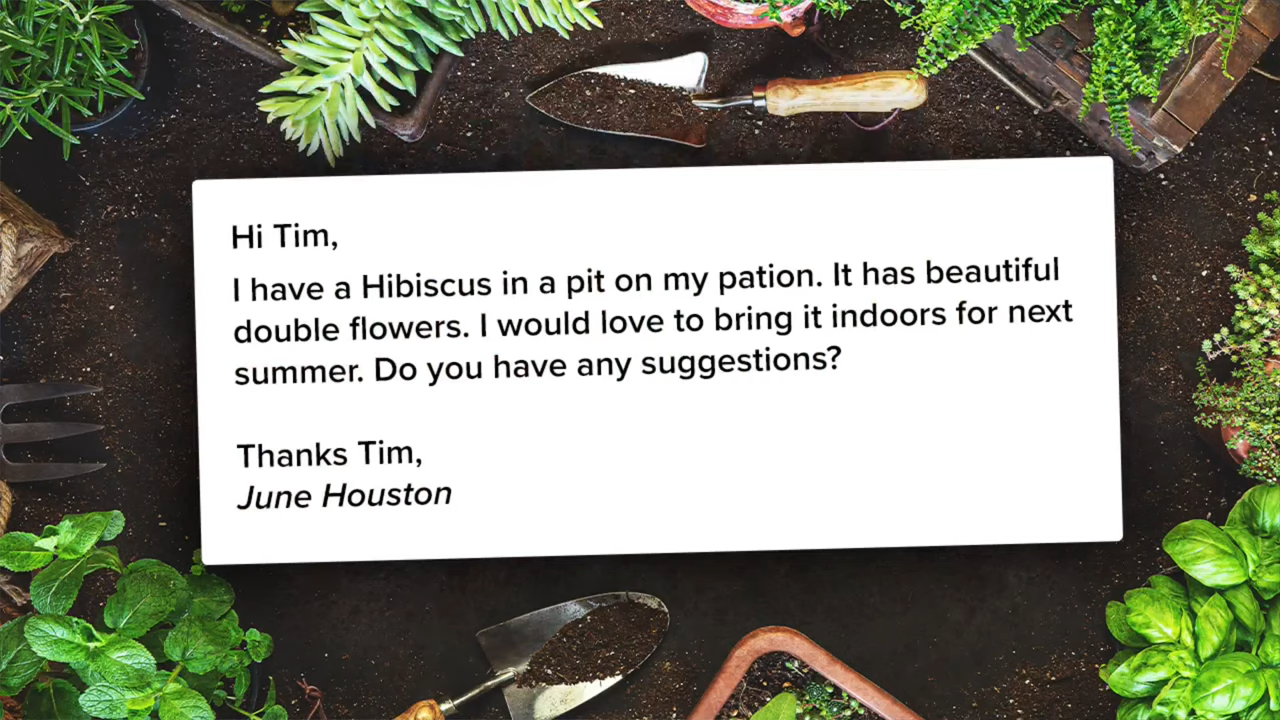 Hi Tim,
I have a Hibiscus in a pit on my pation. It has beautiful
double flowers. I would love to bring it indoors for next
summer. Do you have any suggestions?
Thanks Tim,
June Houston